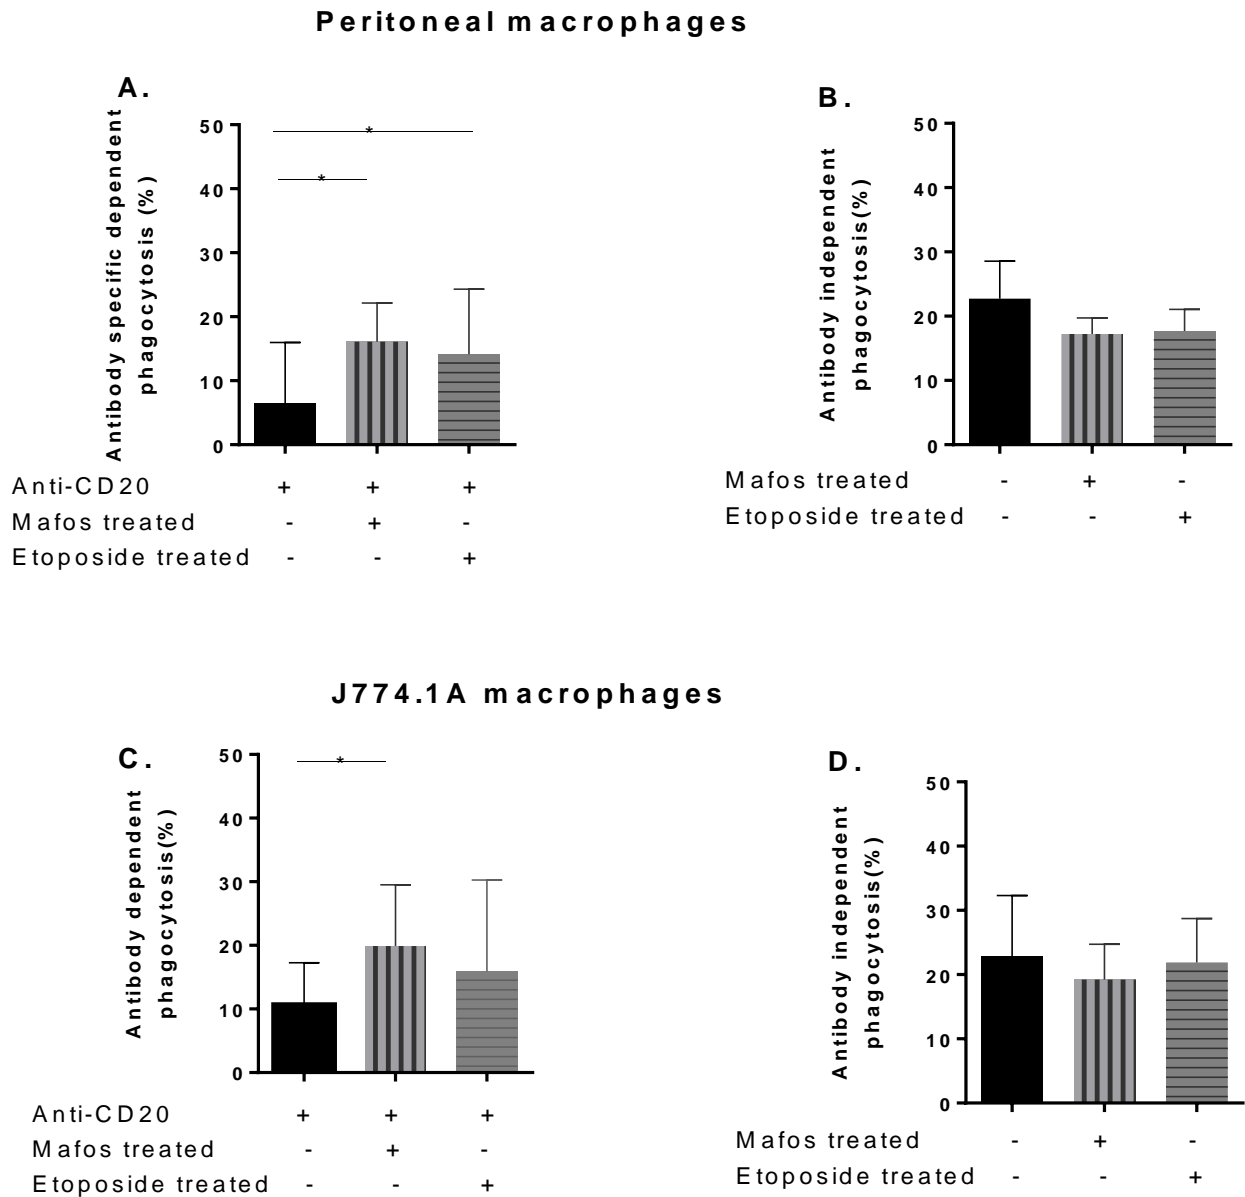 Peritoneal macrophages
A.
Antibody specific dependent
phagocytosis (%)
50
40
30
20
10
0
*
*
Anti-CD20 + + +
Mafos treated - + -
Etoposide treated - - +
B.
Antibody independent
phagocytosis(%)
50
40
30
20
10
0
Mafos treated - + -
Etoposide treated - - +
J774.1A macrophages
C.
Antibody dependent
phagocytosis(%)
50
40
30
20
10
0
*
Anti-CD20 + + +
Mafos treated - + -
Etoposide treated - - +
D.
Antibody independent
phagocytosis(%)
50
40
30
20
10
0
Mafos treated - + -
Etoposide treated - - +